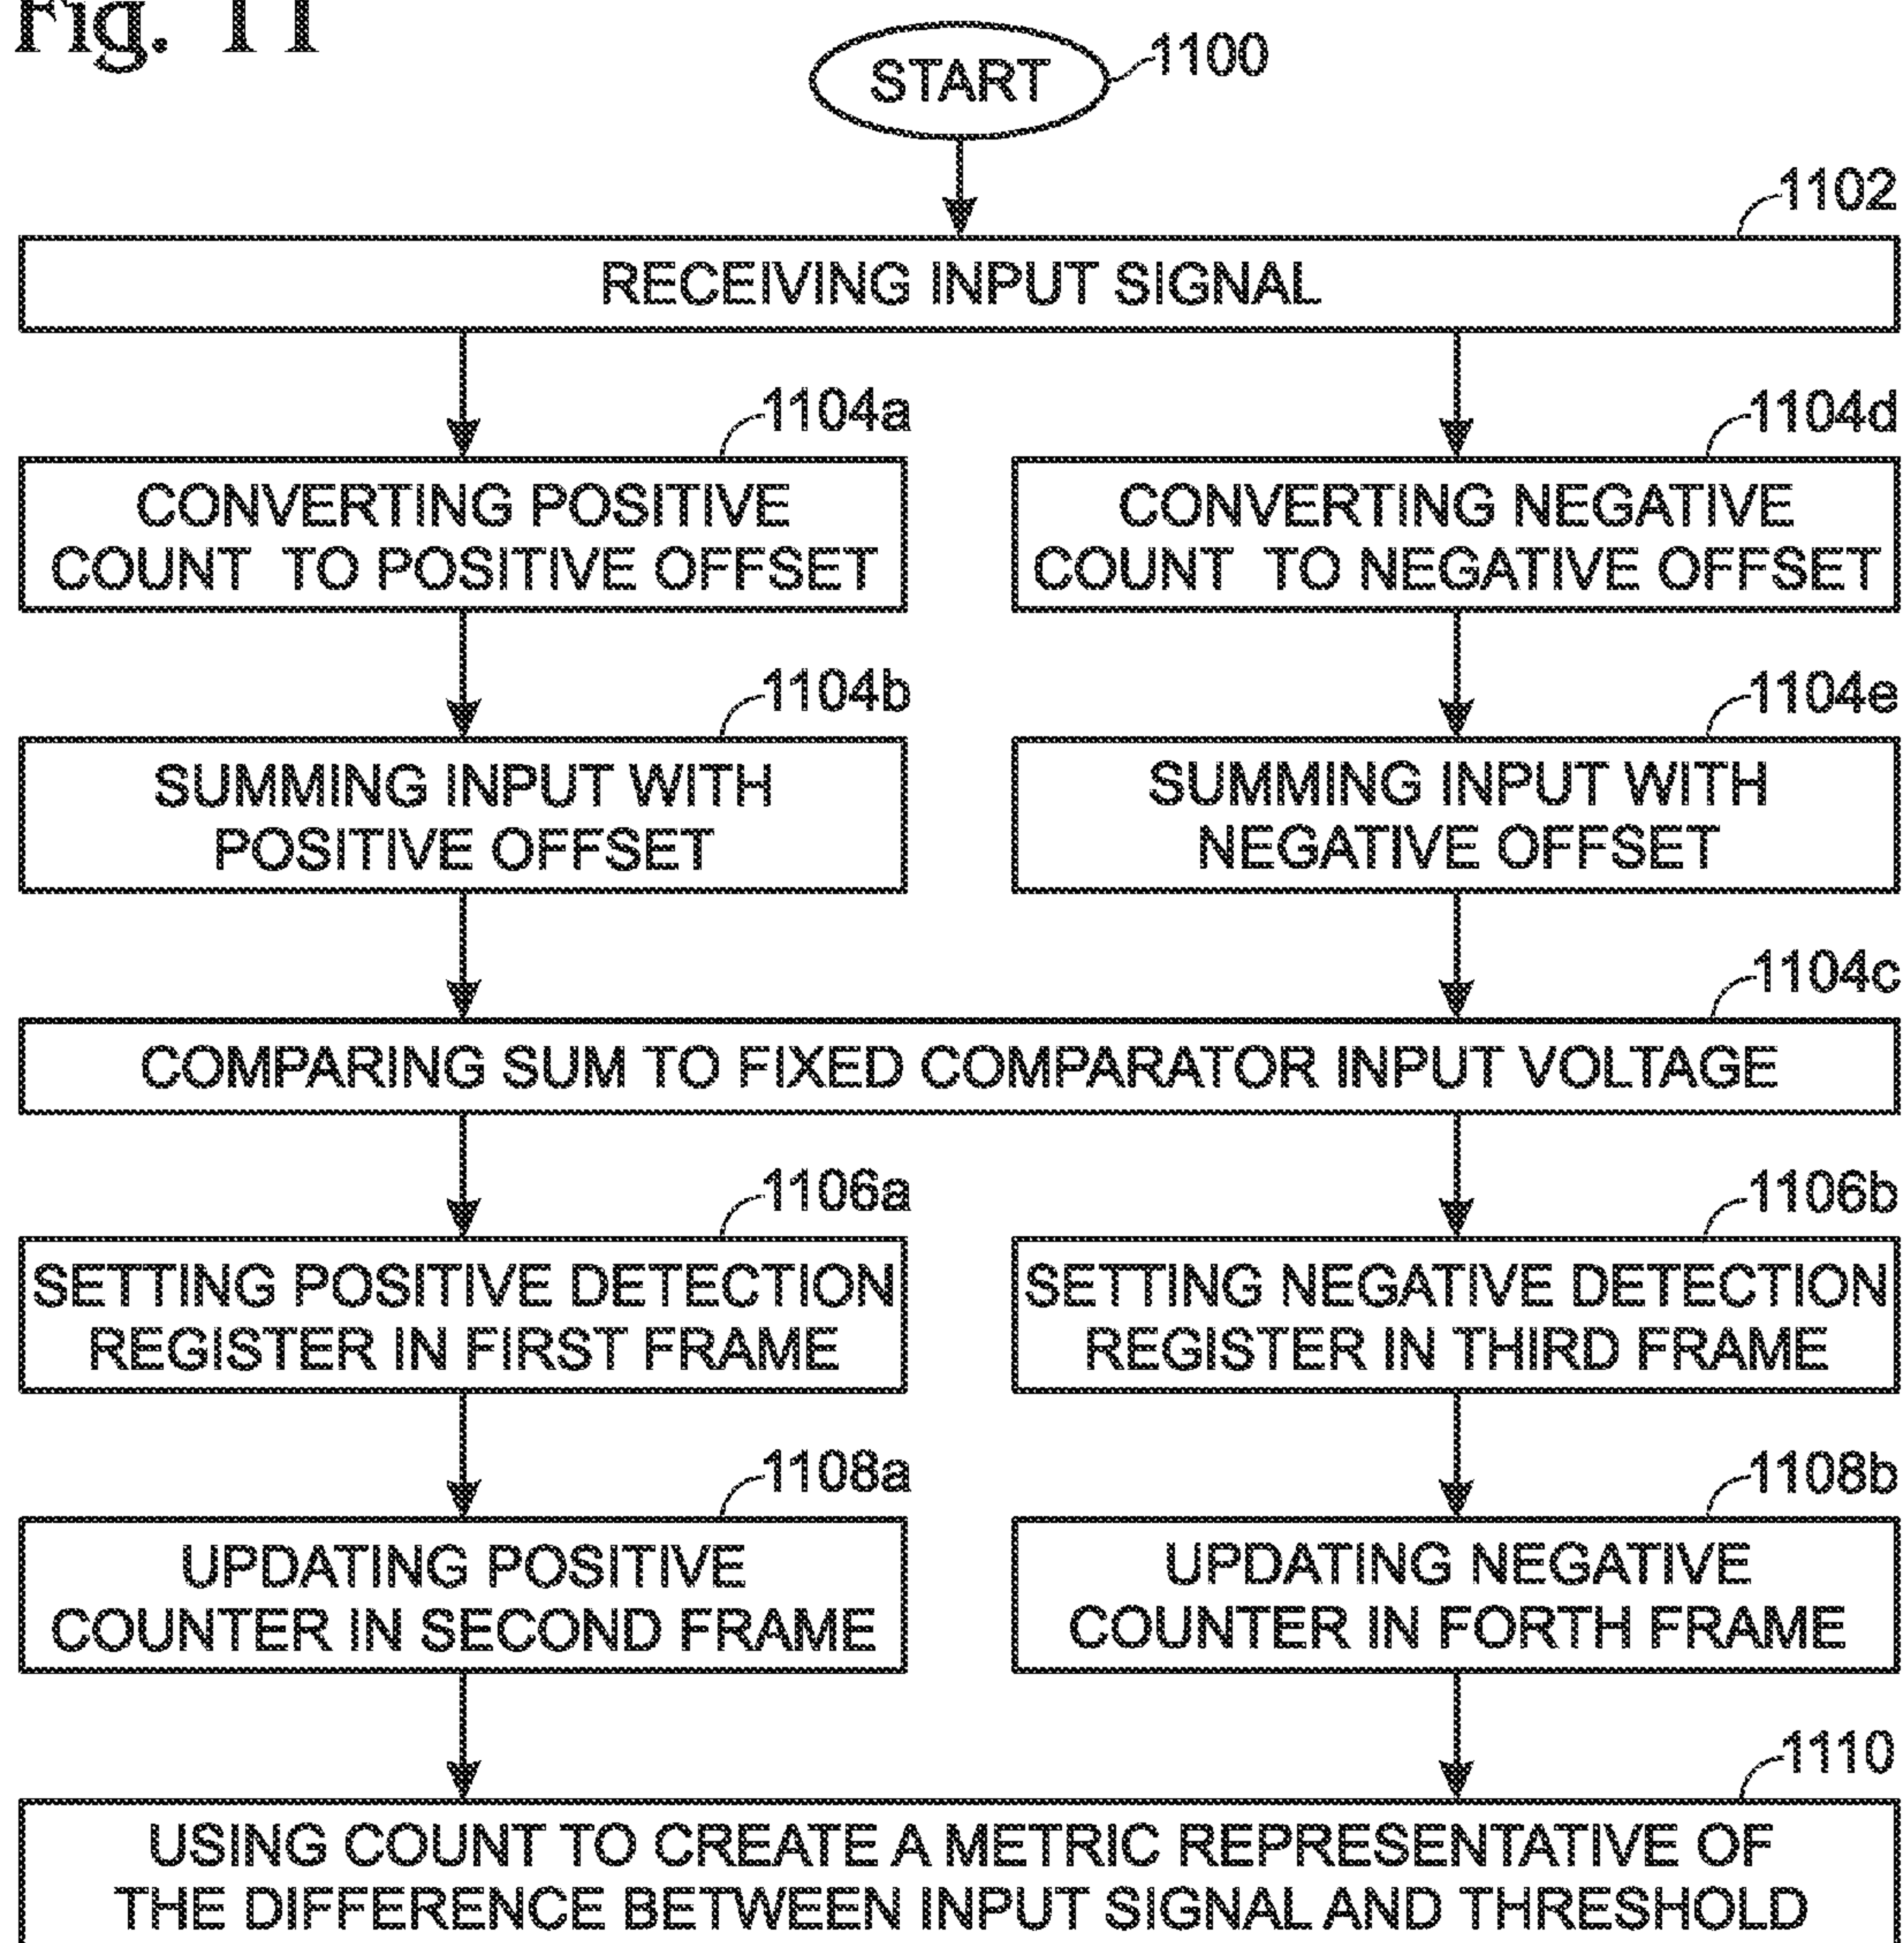 Fig. 11
START
1100
1102
RECEIVING INPUT SIGNAL
1104a
1104d
CONVERTING POSITIVE
COUNT TO POSITIVE OFFSET
CONVERTING NEGATIVE
COUNT TO NEGATIVE OFFSET
1104b
1104e
SUMMING INPUT WITH
POSITIVE OFFSET
SUMMING INPUT WITH
NEGATIVE OFFSET
1104c
COMPARING SUM TO FIXED COMPARATOR INPUT VOLTAGE
1106a
1106b
SETTING POSITIVE DETECTION
REGISTER IN FIRST FRAME
SETTING NEGATIVE DETECTION
REGISTER IN THIRD FRAME
1108a
1108b
UPDATING POSITIVE
COUNTER IN SECOND FRAME
UPDATING NEGATIVE
COUNTER IN FORTH FRAME
1110
USING COUNT TO CREATE A METRIC REPRESENTATIVE OF
THE DIFFERENCE BETWEEN INPUT SIGNAL AND THRESHOLD